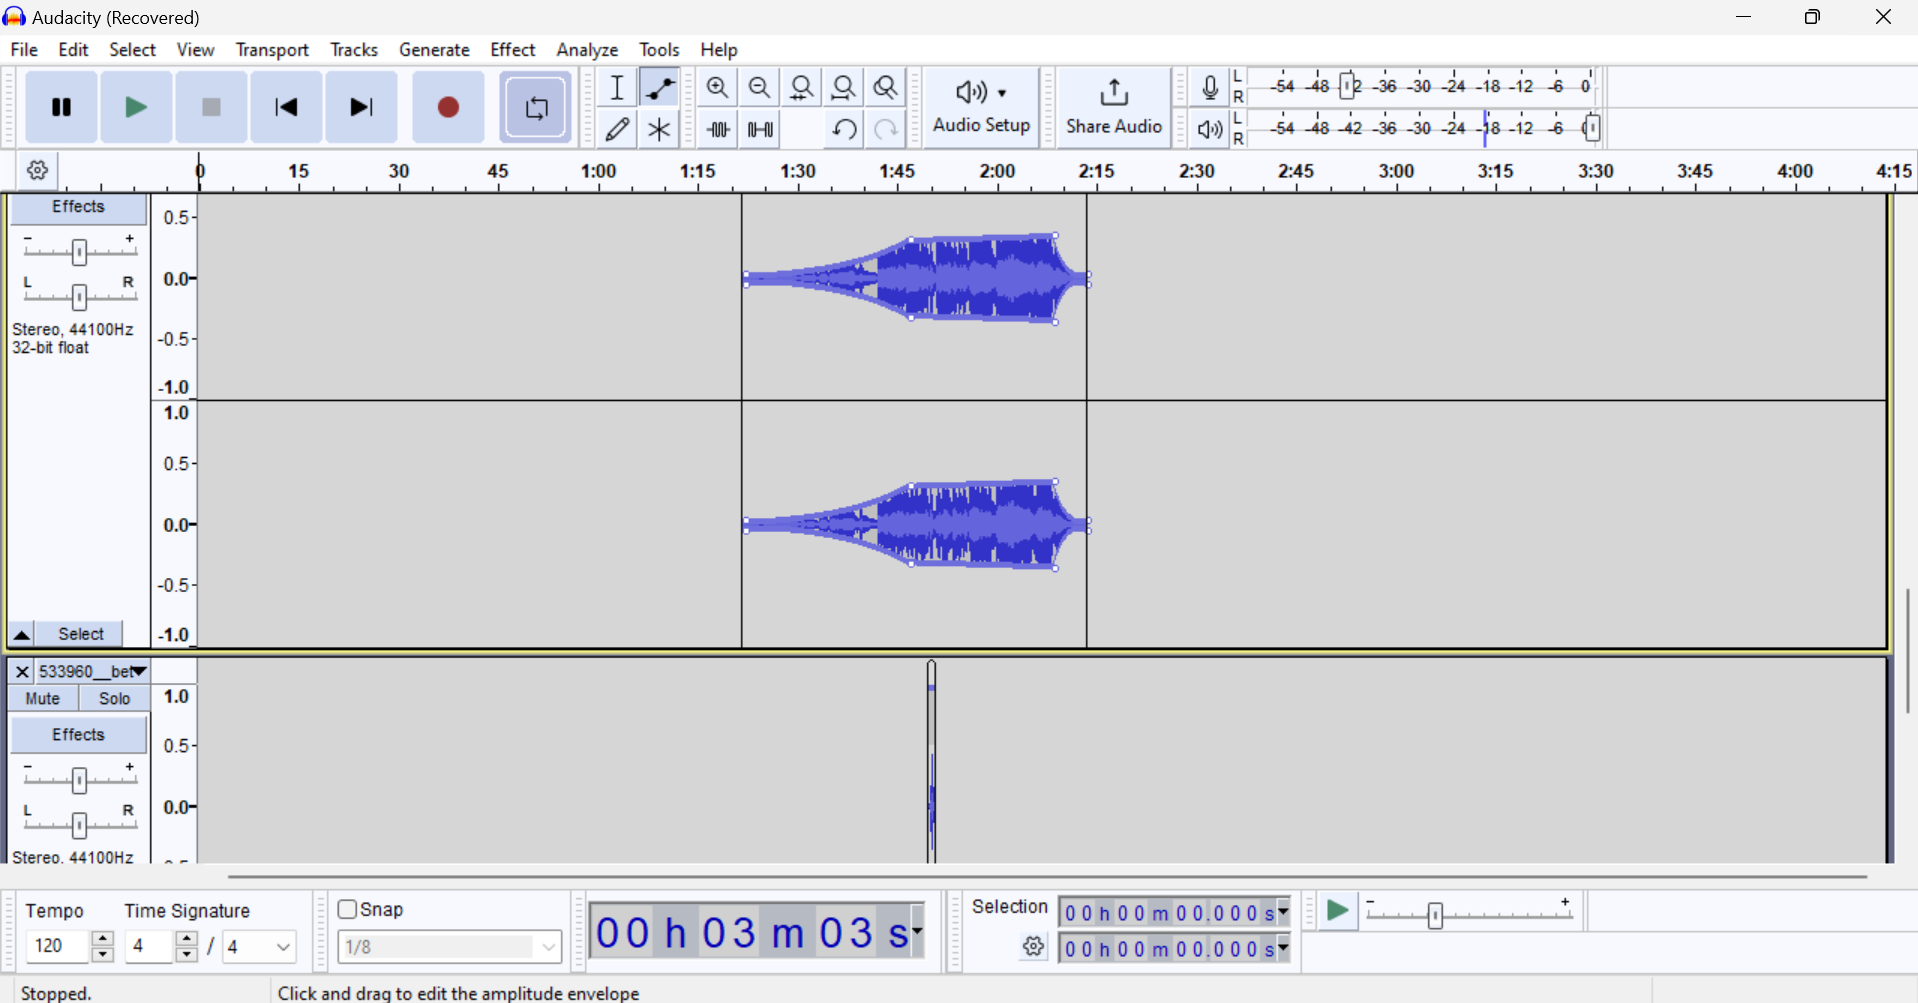 Audacity (Recovered)
File Edit Select View Transport Tracks Generate Effect Analyze Tools Help
Audio Setup
Share Audio
L R -54 -48 -42 -36 -30 -24 -18 -12 -6 0
L R -54 -48 -42 -36 -30 -24 -18 -12 -6 0
0 15 30 45 1:00 1:15 1:30 1:45 2:00 2:15 2:30 2:45 3:00 3:15 3:30 3:45 4:00 4:15
Effects
- +
L R
Stereo, 44100Hz
32-bit float
Select
0.5
0.0
-0.5
-1.0
1.0
0.5
0.0
-0.5
-1.0
533960__bet
Mute Solo
Effects
- +
L R
Stereo, 44100Hz
1.0
0.5
0.0
Tempo
120
Time Signature
4 / 4
Snap
1/8
00 h 03 m 03 s
Selection
00 h 00 m 00.000 s
00 h 00 m 00.000 s
- +
Stopped.
Click and drag to edit the amplitude envelope